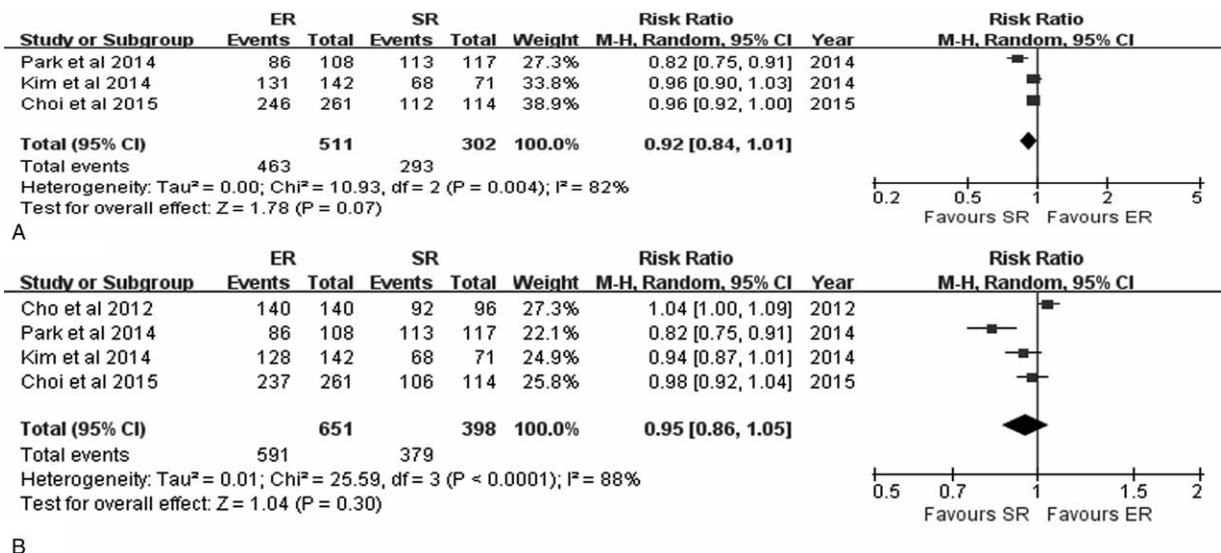 ER SR Risk Ratio Risk Ratio
Study or Subgroup Events Total Events Total Weight M-H, Random, 95% CI Year M-H, Random, 95% CI
Park et al 2014 86 108 113 117 27.3% 0.82 [0.75, 0.91] 2014
Kim et al 2014 131 142 68 71 33.8% 0.96 [0.90, 1.03] 2014
Choi et al 2015 246 261 112 114 38.9% 0.96 [0.92, 1.00] 2015
Total (95% CI) 511 302 100.0% 0.92 [0.84, 1.01]
Total events 463 293
Heterogeneity: Tau² = 0.00; Chi² = 10.93, df = 2 (P = 0.004); I² = 82%
Test for overall effect: Z = 1.78 (P = 0.07)
0.2 0.5 1 2 5
Favours SR Favours ER
A
ER SR Risk Ratio Risk Ratio
Study or Subgroup Events Total Events Total Weight M-H, Random, 95% CI Year M-H, Random, 95% CI
Cho et al 2012 140 140 92 96 27.3% 1.04 [1.00, 1.09] 2012
Park et al 2014 86 108 113 117 22.1% 0.82 [0.75, 0.91] 2014
Kim et al 2014 128 142 68 71 24.9% 0.94 [0.87, 1.01] 2014
Choi et al 2015 237 261 106 114 25.8% 0.98 [0.92, 1.04] 2015
Total (95% CI) 651 398 100.0% 0.95 [0.86, 1.05]
Total events 591 379
Heterogeneity: Tau² = 0.01; Chi² = 25.59, df = 3 (P < 0.0001); I² = 88%
Test for overall effect: Z = 1.04 (P = 0.30)
0.5 0.7 1 1.5 2
Favours SR Favours ER
B